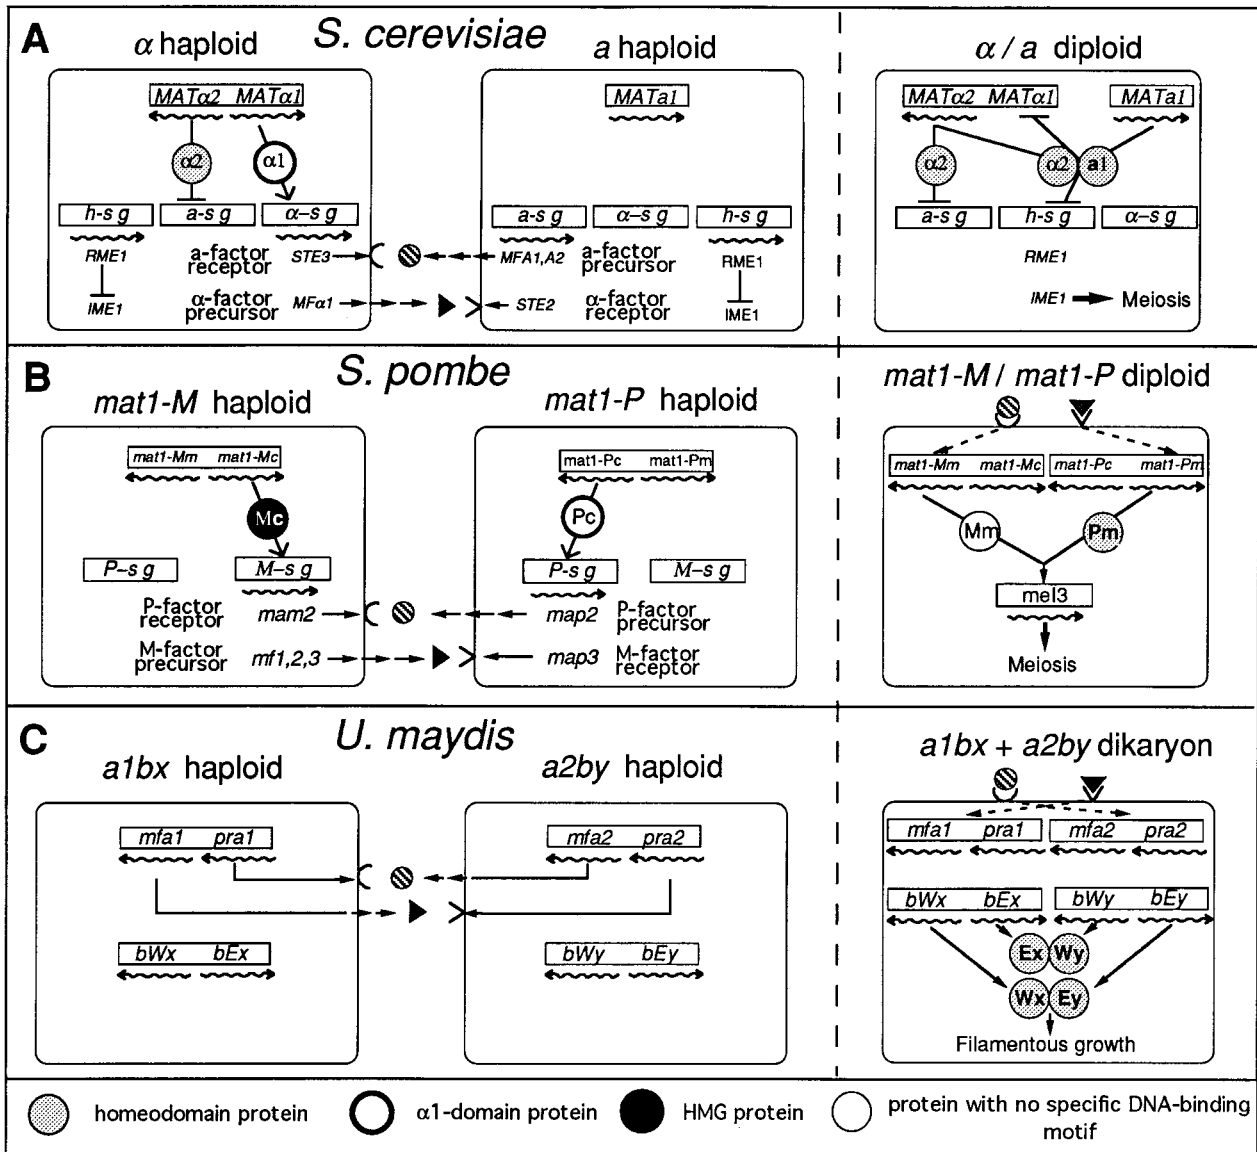 A
S. cerevisiae
α haploid
a haploid
α / a diploid
MATα2 MATα1
MATa1
MATα2 MATα1
MATa1
α2
α1
α2
α2
a1
h-s g
a-s g
α–s g
a-s g
α–s g
h-s g
a-s g
h-s g
α–s g
RME1
a-factor
receptor
STE3
MFA1,A2
a-factor
precursor
RME1
RME1
IME1
α-factor
precursor
MFα1
STE2
α-factor
receptor
IME1
IME1
Meiosis
B
S. pombe
mat1-M haploid
mat1-P haploid
mat1-M / mat1-P diploid
mat1-Mm mat1-Mc
mat1-Pc mat1-Pm
mat1-Mm mat1-Mc
mat1-Pc mat1-Pm
Mc
Pc
Mm
Pm
P–s g
M–s g
P-s g
M–s g
mel3
P-factor
receptor
mam2
map2
P-factor
precursor
M-factor
precursor
mf1,2,3
map3
M-factor
receptor
Meiosis
C
U. maydis
a1bx haploid
a2by haploid
a1bx + a2by dikaryon
mfa1 pra1
mfa2 pra2
mfa1 pra1
mfa2 pra2
bWx bEx
bWy bEy
bWx bEx
bWy bEy
Ex
Wy
Wx
Ey
Filamentous growth
homeodomain protein
α1-domain protein
HMG protein
protein with no specific DNA-binding
motif